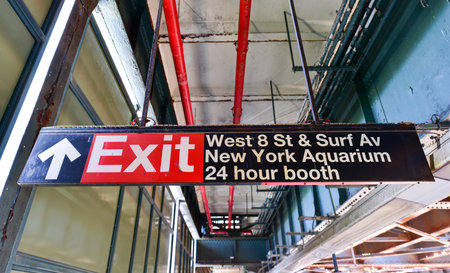 Exit
West 8 St & Surf Av
New York Aquarium
24 hour booth